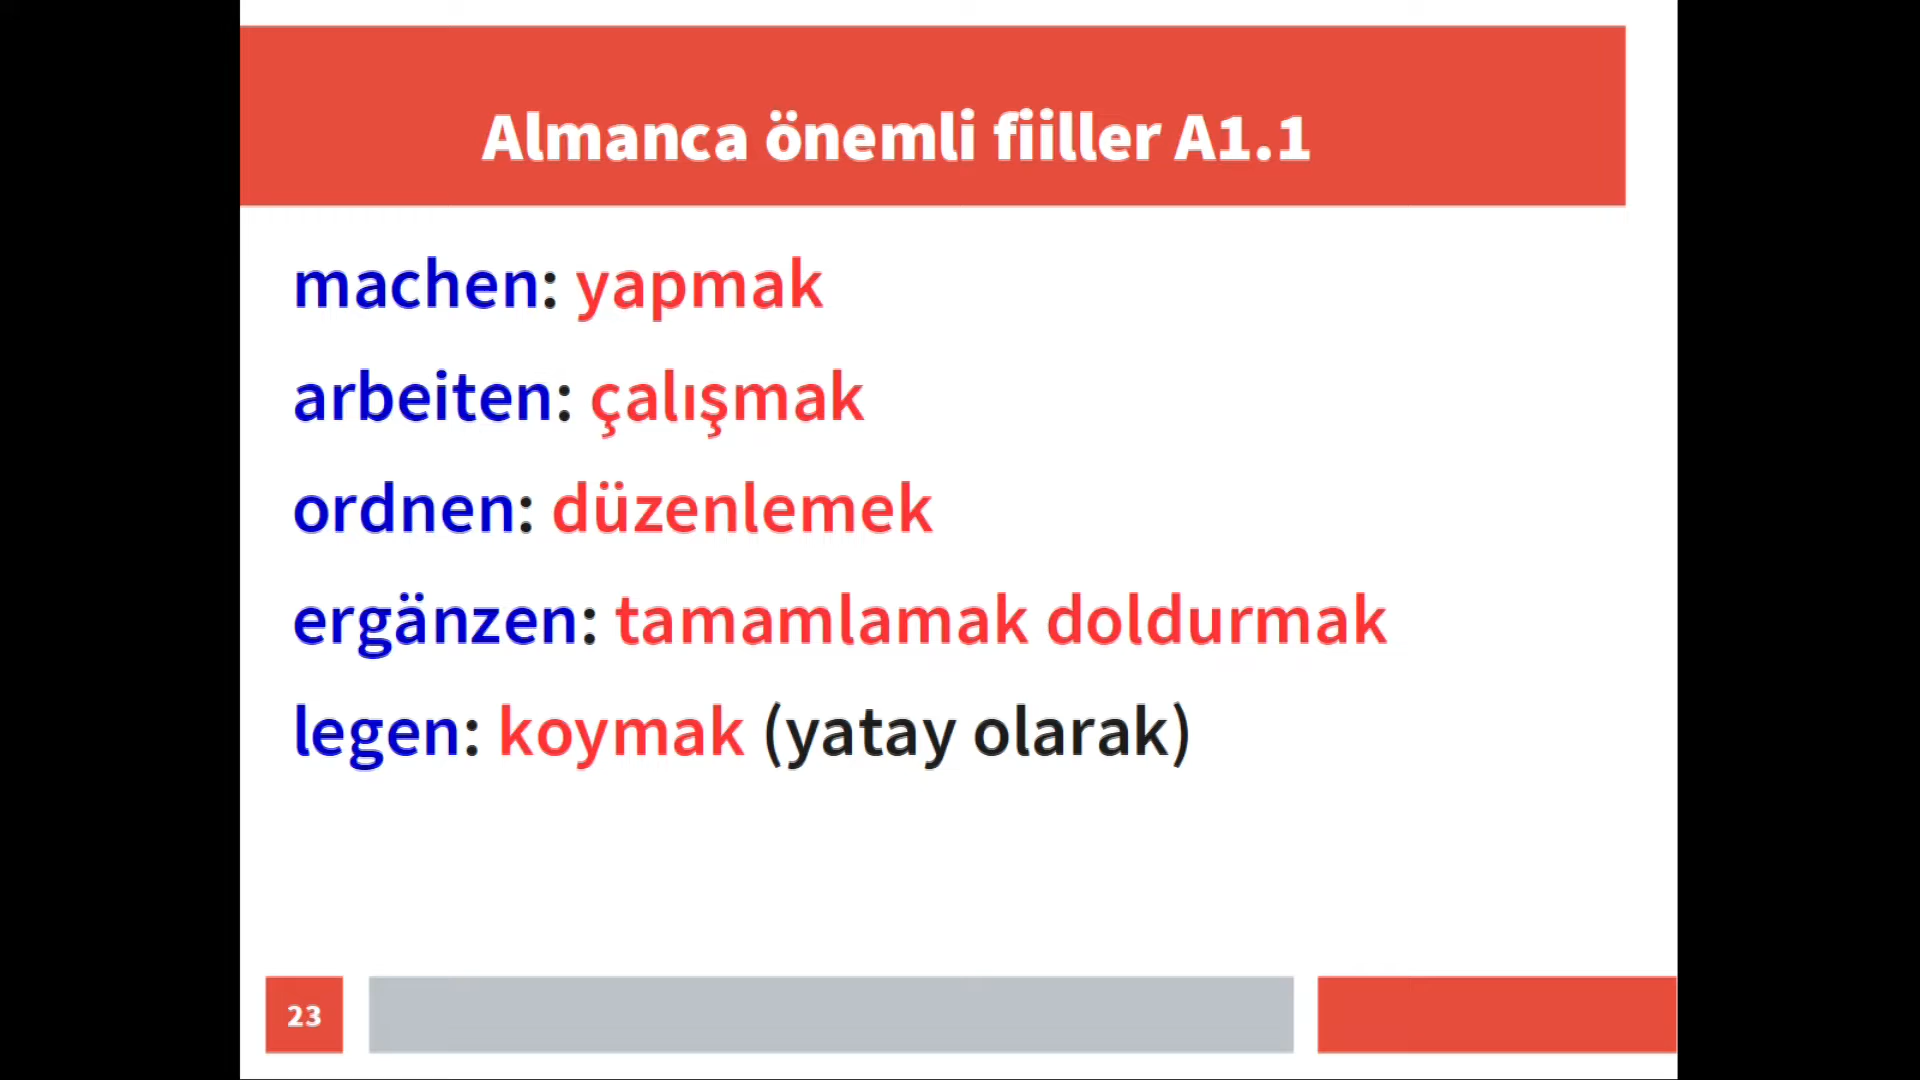 Almanca önemli fiiller A1.1
machen: yapmak
arbeiten: çalışmak
ordnen: düzenlemek
ergänzen: tamamlamak doldurmak
legen: koymak (yatay olarak)
23